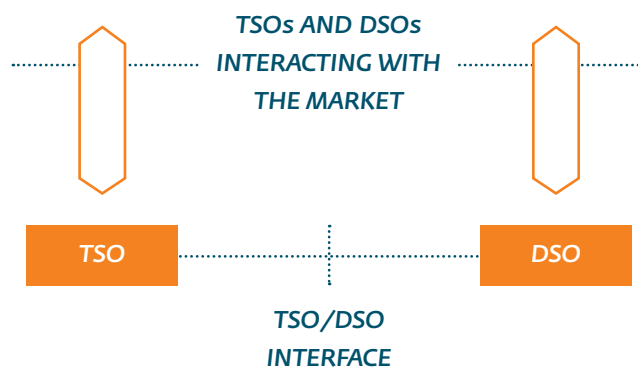 TSOs AND DSOs
INTERACTING WITH
THE MARKET
TSO
DSO
TSO/DSO
INTERFACE